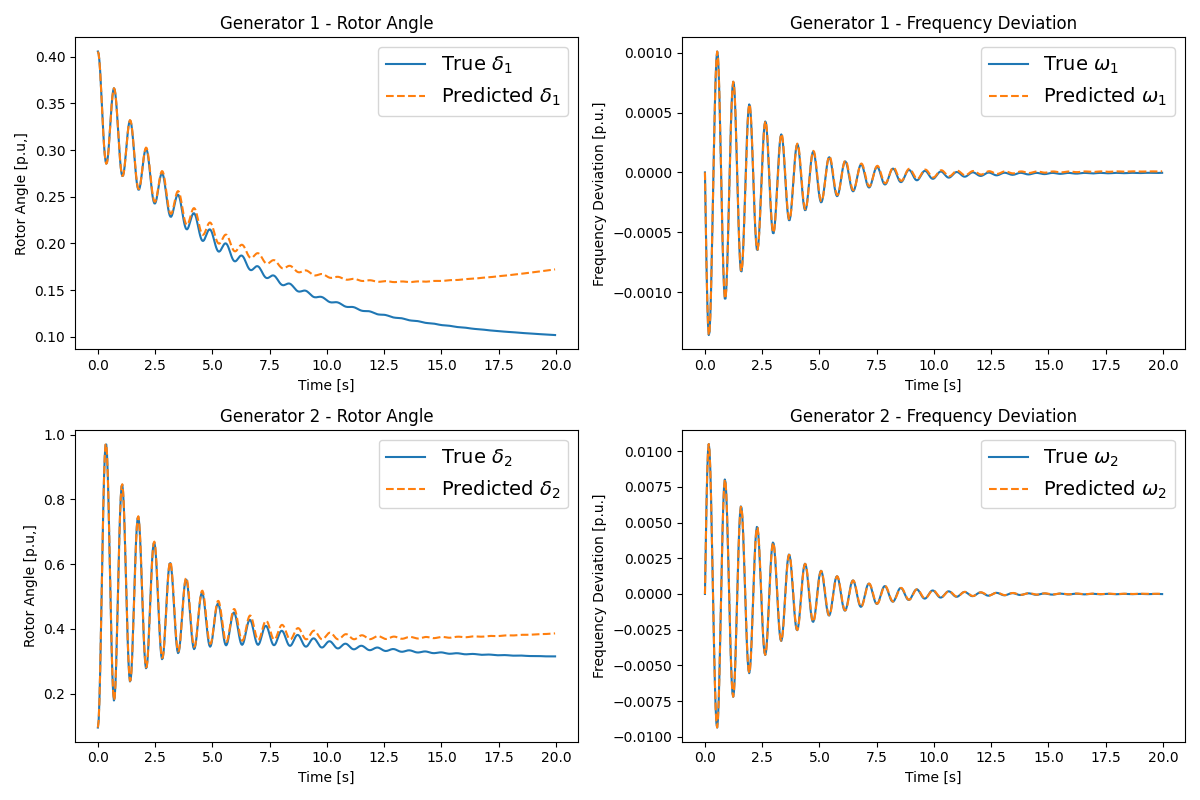 Generator 1 - Rotor Angle
Rotor Angle [p.u,]
0.40
0.35
0.30
0.25
0.20
0.15
0.10
True δ₁
Predicted δ₁
0.0 2.5 5.0 7.5 10.0 12.5 15.0 17.5 20.0
Time [s]
Generator 1 - Frequency Deviation
Frequency Deviation [p.u.]
0.0010
0.0005
0.0000
−0.0005
−0.0010
True ω₁
Predicted ω₁
0.0 2.5 5.0 7.5 10.0 12.5 15.0 17.5 20.0
Time [s]
Generator 2 - Rotor Angle
Rotor Angle [p.u,]
1.0
0.8
0.6
0.4
0.2
True δ₂
Predicted δ₂
0.0 2.5 5.0 7.5 10.0 12.5 15.0 17.5 20.0
Time [s]
Generator 2 - Frequency Deviation
Frequency Deviation [p.u.]
0.0100
0.0075
0.0050
0.0025
0.0000
−0.0025
−0.0050
−0.0075
−0.0100
True ω₂
Predicted ω₂
0.0 2.5 5.0 7.5 10.0 12.5 15.0 17.5 20.0
Time [s]